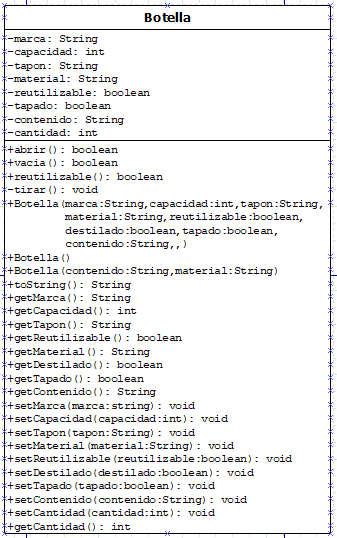 Botella
-marca: String
-capacidad: int
-tapon: String
-material: String
-reutilizable: boolean
-tapado: boolean
-contenido: String
-cantidad: int
+abrir(): boolean
+vacia(): boolean
+reutilizable(): boolean
-tirar(): void
+Botella(marca:String,capacidad:int,tapon:String,
material:String,reutilizable:boolean,
destilado:boolean,tapado:boolean,
contenido:String,,)
+Botella()
+Botella(contenido:String,material:String)
+toString(): String
+getMarca(): String
+getCapacidad(): int
+getTapon(): String
+getReutilizable(): boolean
+getMaterial(): String
+getDestilado(): boolean
+getTapado(): boolean
+getContenido(): String
+setMarca(marca:string): void
+setCapacidad(capacidad:int): void
+setTapon(tapon:String): void
+setMaterial(material:String): void
+setReutilizable(reutilizable:boolean): void
+setDestilado(destilado:boolean): void
+setTapado(tapado:boolean): void
+setContenido(contenido:String): void
+setCantidad(cantidad:int): void
+getCantidad(): int